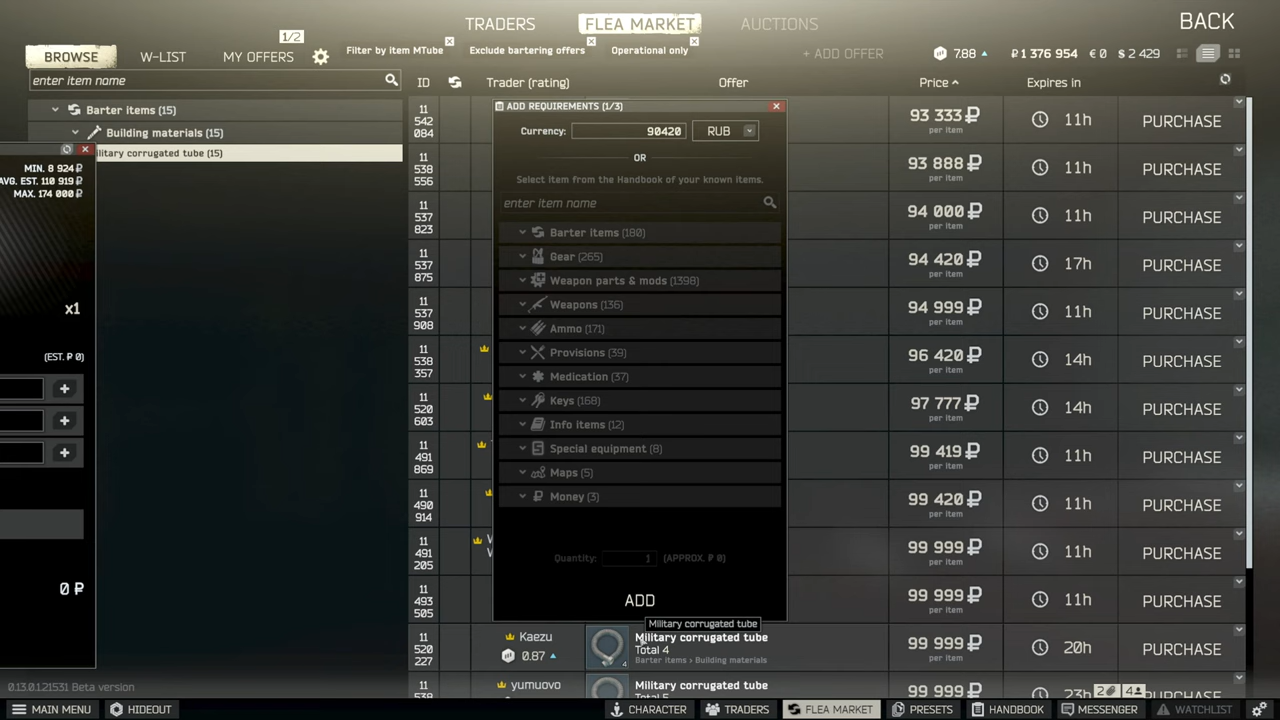 TRADERS
FLEA MARKET
AUCTIONS
BACK
BROWSE
W-LIST
MY OFFERS
1/2
Filter by item MTube
Exclude bartering offers
Operational only
+ ADD OFFER
7.88
₽ 1 376 954
€ 0
$ 2 429
enter item name
ID
Trader (rating)
Offer
Price
Expires in
Barter items (15)
Building materials (15)
ilitary corrugated tube (15)
MIN. 8 924₽
AVG. EST. 110 919₽
MAX. 174 000₽
x1
(EST. ₽ 0)
0 ₽
ADD REQUIREMENTS (1/3)
Currency:
90420
RUB
OR
Select item from the Handbook of your known items.
enter item name
Barter items (180)
Gear (265)
Weapon parts & mods (1398)
Weapons (136)
Ammo (171)
Provisions (39)
Medication (37)
Keys (168)
Info items (12)
Special equipment (8)
Maps (5)
Money (3)
Quantity:
1
(APPROX. ₽ 0)
ADD
Military corrugated tube
11
542
084
93 333 ₽
per item
11h
PURCHASE
11
538
556
93 888 ₽
per item
11h
PURCHASE
11
537
823
94 000 ₽
per item
11h
PURCHASE
11
537
875
94 420 ₽
per item
17h
PURCHASE
11
537
908
94 999 ₽
per item
11h
PURCHASE
11
538
357
96 420 ₽
per item
14h
PURCHASE
11
520
603
97 777 ₽
per item
14h
PURCHASE
11
491
869
99 419 ₽
per item
11h
PURCHASE
11
490
914
99 420 ₽
per item
11h
PURCHASE
11
491
205
99 999 ₽
per item
11h
PURCHASE
11
493
505
99 999 ₽
per item
11h
PURCHASE
11
520
227
Kaezu
0.87
4
Military corrugated tube
Total 4
Barter items > Building materials
99 999 ₽
per item
20h
PURCHASE
11
538
yumuovo
Military corrugated tube
Total 5
99 999 ₽
23h
PURCHASE
0.13.0.1.21531 Beta version
2
4
MAIN MENU
HIDEOUT
CHARACTER
TRADERS
FLEA MARKET
PRESETS
HANDBOOK
MESSENGER
WATCHLIST